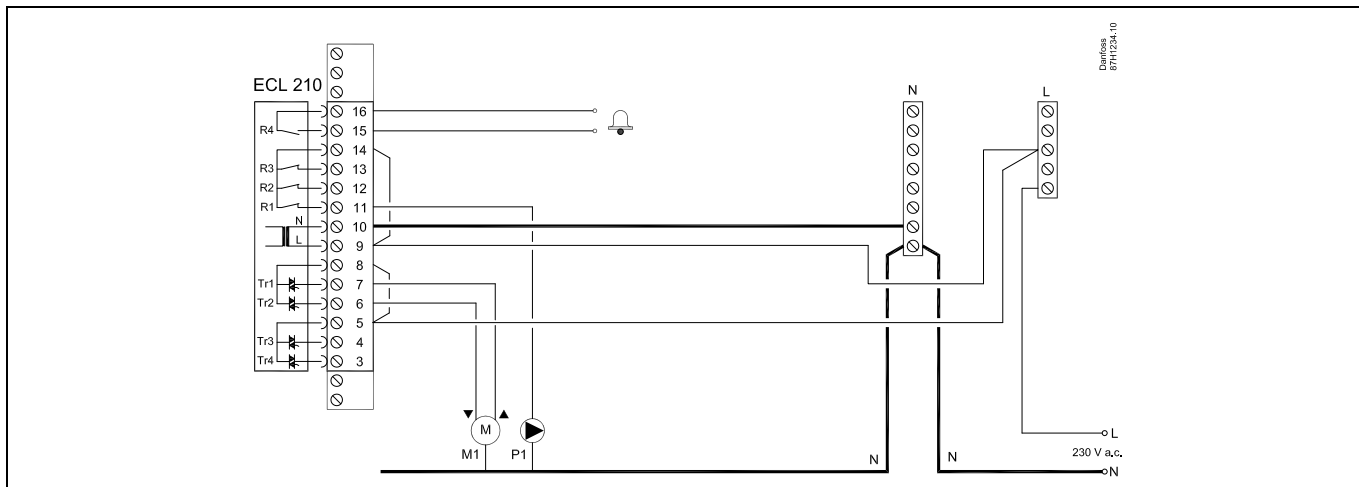 Danfoss
87H1234.10
ECL 210
N
L
16
R4 15
14
R3 13
R2 12
R1 11
N 10
L 9
8
Tr1 7
Tr2 6
5
Tr3 4
Tr4 3
M
M1 P1
N N
L
230 V a.c.
N